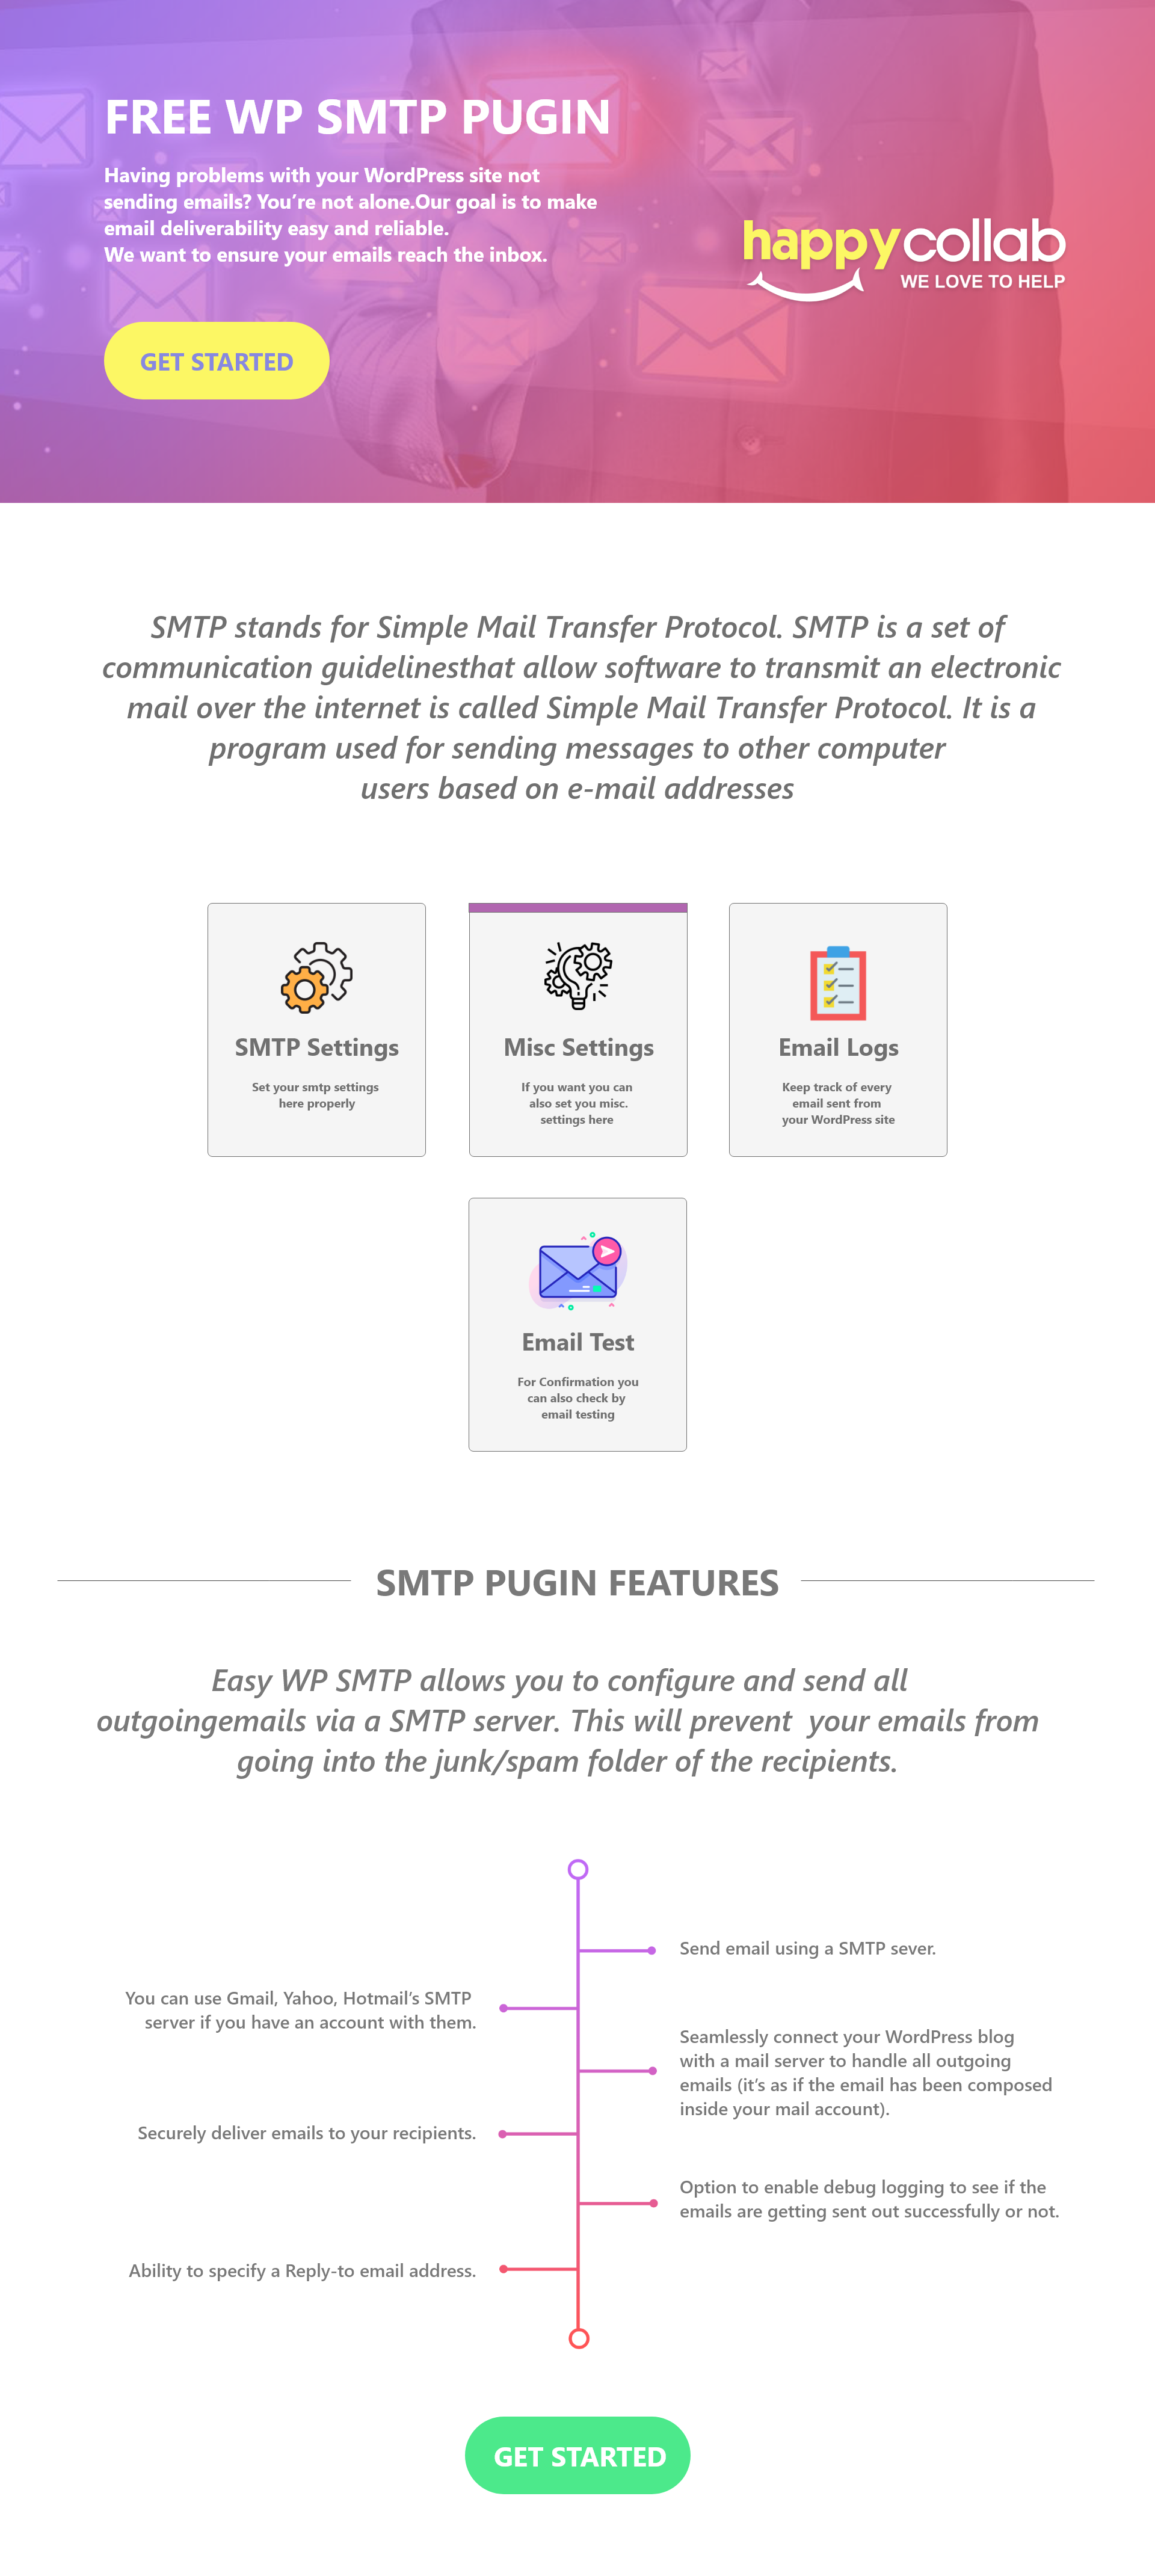 FREE WP SMTP PUGIN
Having problems with your WordPress site not
sending emails? You’re not alone.Our goal is to make
email deliverability easy and reliable.
We want to ensure your emails reach the inbox.
happycollab
WE LOVE TO HELP
GET STARTED
SMTP stands for Simple Mail Transfer Protocol. SMTP is a set of
communication guidelinesthat allow software to transmit an electronic
mail over the internet is called Simple Mail Transfer Protocol. It is a
program used for sending messages to other computer
users based on e-mail addresses
SMTP Settings
Set your smtp settings
here properly
Misc Settings
If you want you can
also set you misc.
settings here
Email Logs
Keep track of every
email sent from
your WordPress site
Email Test
For Confirmation you
can also check by
email testing
SMTP PUGIN FEATURES
Easy WP SMTP allows you to configure and send all
outgoingemails via a SMTP server. This will prevent  your emails from
going into the junk/spam folder of the recipients.
Send email using a SMTP sever.
You can use Gmail, Yahoo, Hotmail’s SMTP
server if you have an account with them.
Seamlessly connect your WordPress blog
with a mail server to handle all outgoing
emails (it’s as if the email has been composed
inside your mail account).
Securely deliver emails to your recipients.
Option to enable debug logging to see if the
emails are getting sent out successfully or not.
Ability to specify a Reply-to email address.
GET STARTED